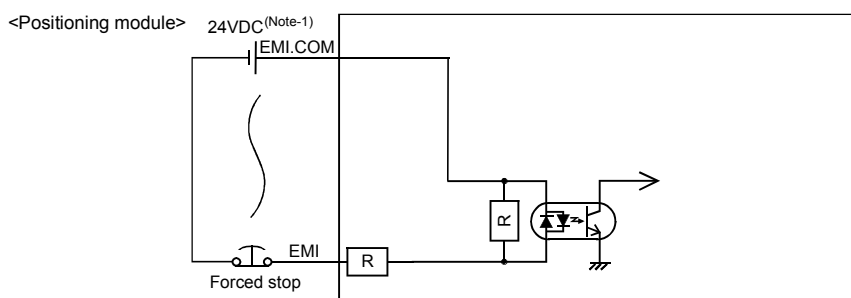 <Positioning module>
24VDC(Note-1)
EMI.COM
R
EMI
R
Forced stop